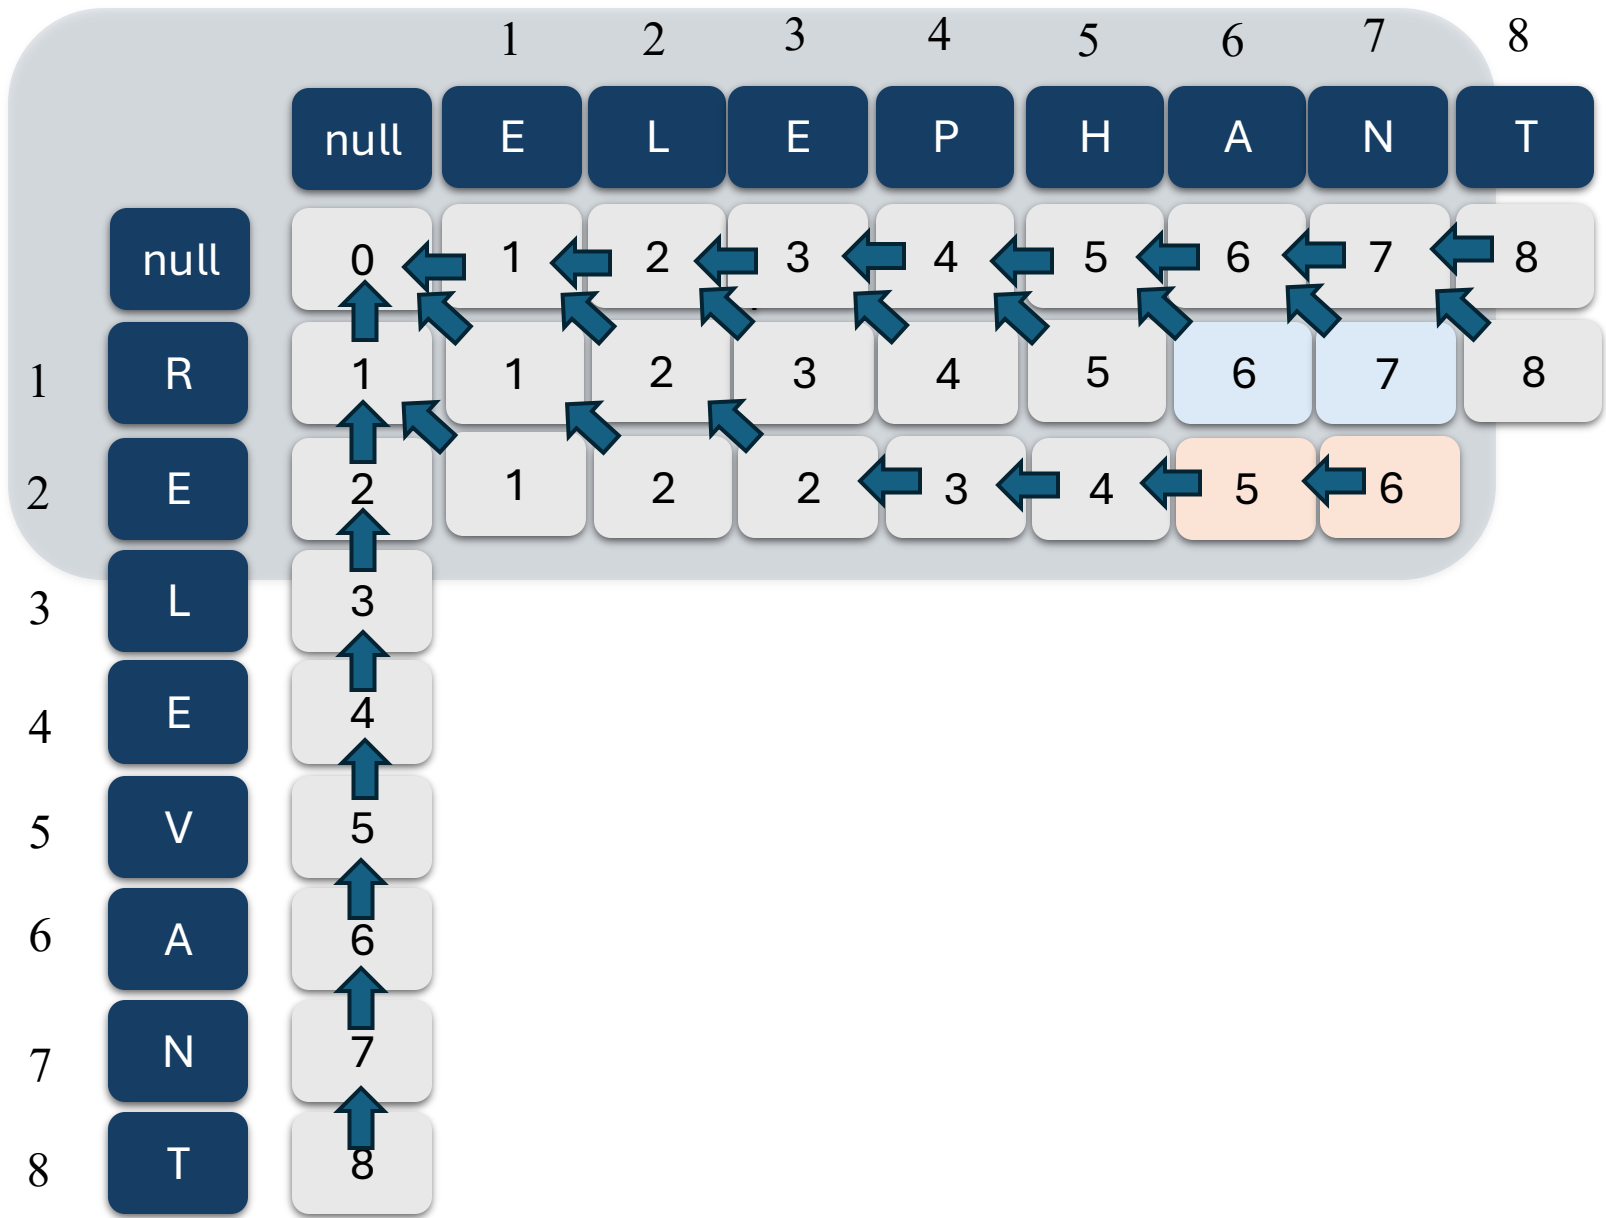 1 2 3 4 5 6 7 8
null E L E P H A N T
null 0 1 2 3 4 5 6 7 8
1 R 1 1 2 3 4 5 6 7 8
2 E 2 1 2 2 3 4 5 6
3 L 3
4 E 4
5 V 5
6 A 6
7 N 7
8 T 8